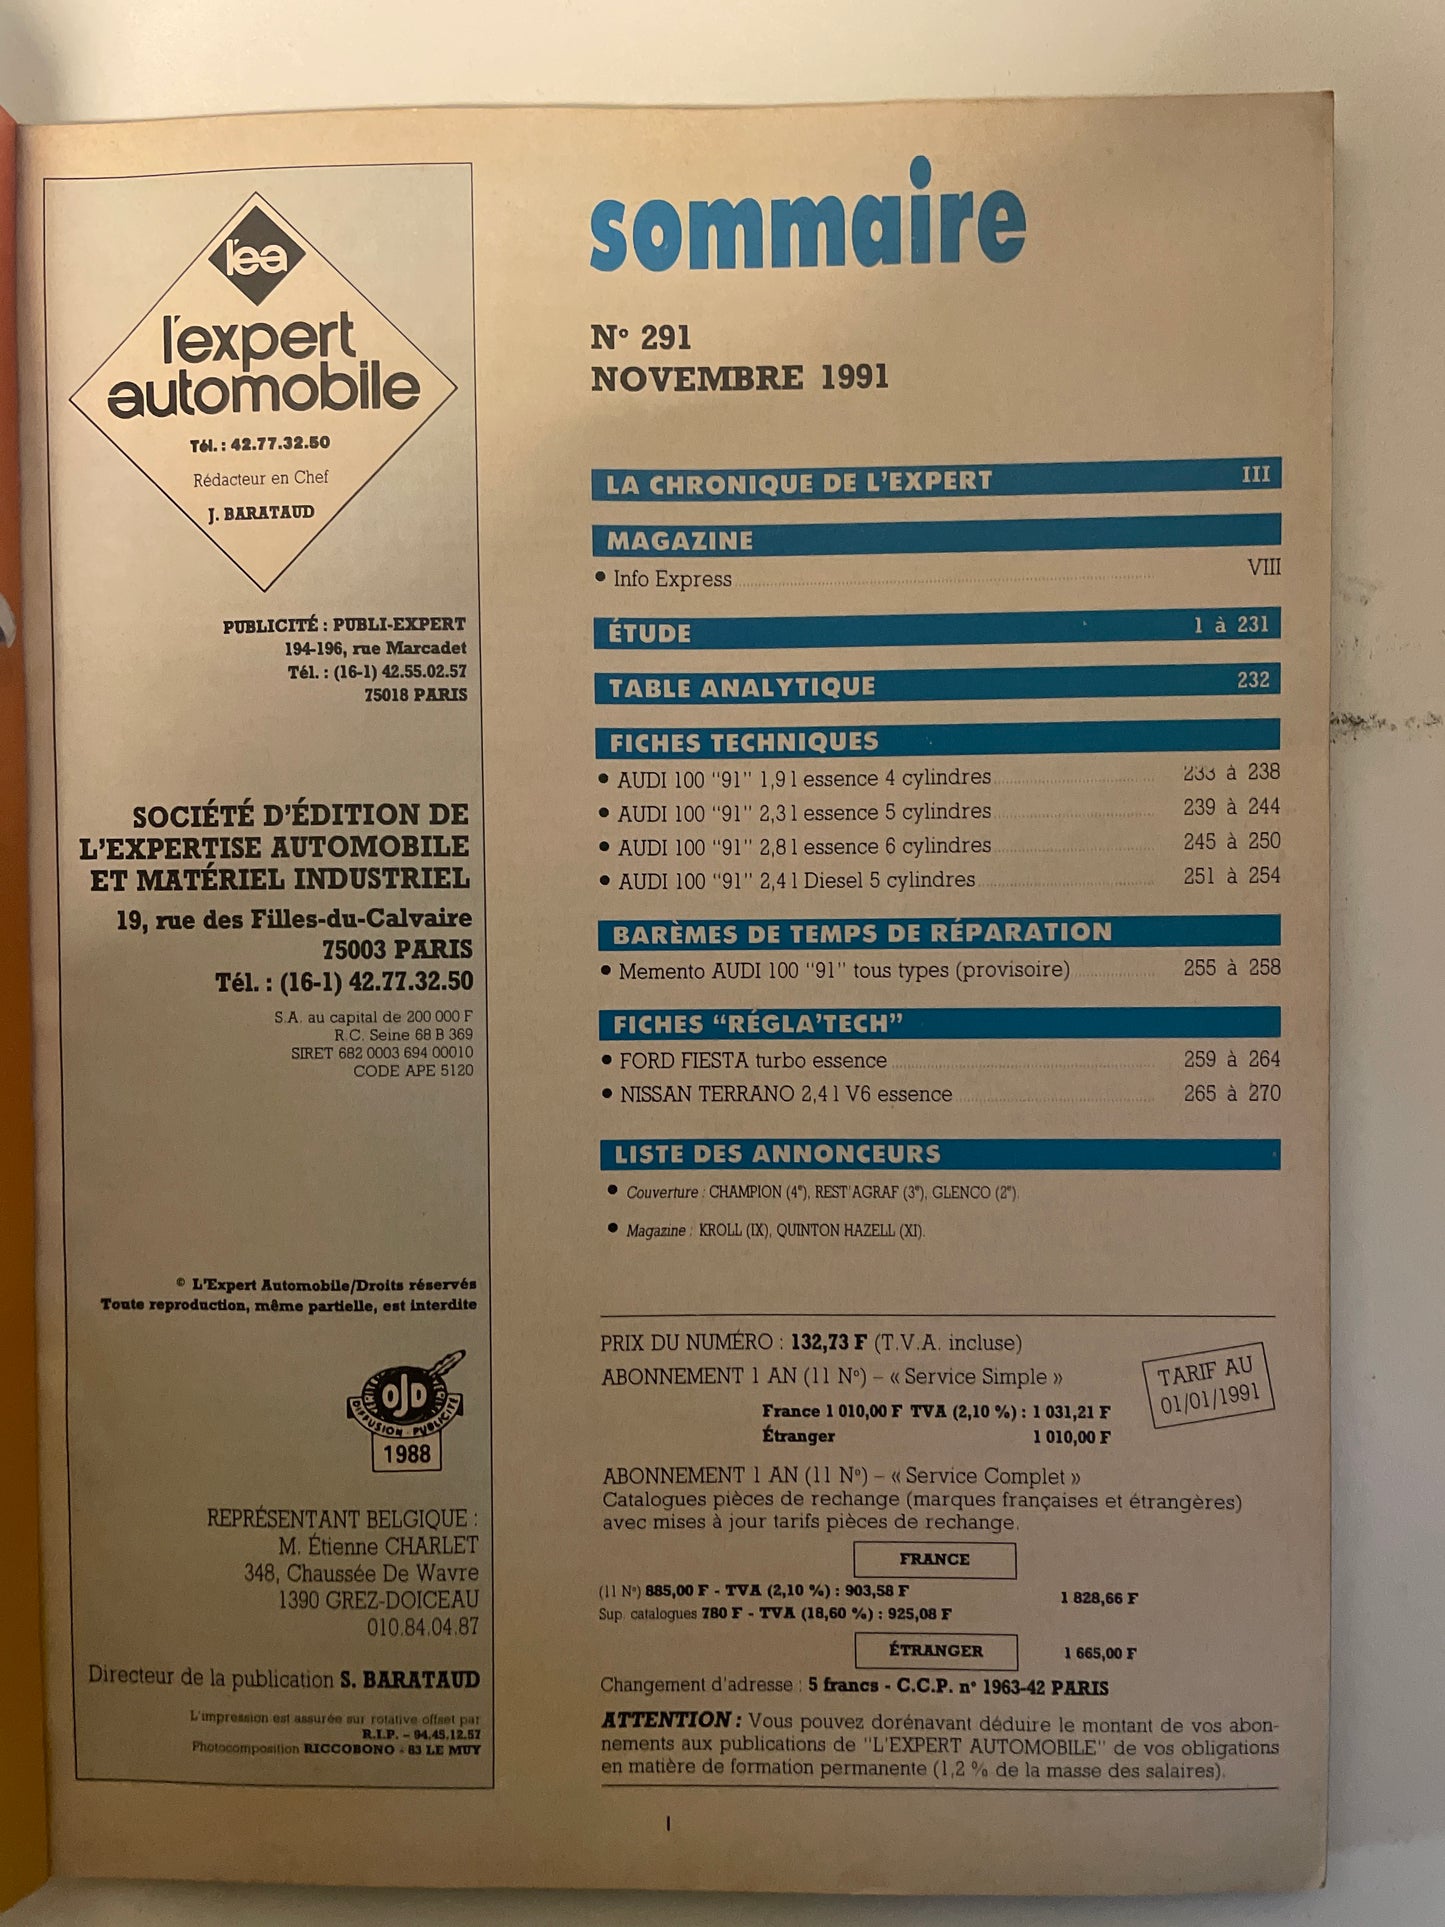 l'ea
l'expert
automobile
Tél. : 42.77.32.50
Rédacteur en Chef
J. BARATAUD
PUBLICITÉ : PUBLI-EXPERT
194-196, rue Marcadet
Tél. : (16-1) 42.55.02.57
75018 PARIS
SOCIÉTÉ D'ÉDITION DE
L'EXPERTISE AUTOMOBILE
ET MATÉRIEL INDUSTRIEL
19, rue des Filles-du-Calvaire
75003 PARIS
Tél. : (16-1) 42.77.32.50
S.A. au capital de 200 000 F
R.C. Seine 68 B 369
SIRET 682 0003 694 00010
CODE APE 5120
© L'Expert Automobile/Droits réservés
Toute reproduction, même partielle, est interdite
OJD
DIFFUSION - PUBLICITÉ
1988
REPRÉSENTANT BELGIQUE :
M. Étienne CHARLET
348, Chaussée De Wavre
1390 GREZ-DOICEAU
010.84.04.87
Directeur de la publication S. BARATAUD
L'impression est assurée sur rotative offset par
R.I.P. - 94.45.12.57
Photocomposition RICCOBONO - 83 LE MUY
sommaire
N° 291
NOVEMBRE 1991
LA CHRONIQUE DE L'EXPERT III
MAGAZINE
• Info Express VIII
ÉTUDE 1 à 231
TABLE ANALYTIQUE 232
FICHES TECHNIQUES
• AUDI 100 "91" 1,9 l essence 4 cylindres 233 à 238
• AUDI 100 "91" 2,3 l essence 5 cylindres 239 à 244
• AUDI 100 "91" 2,8 l essence 6 cylindres 245 à 250
• AUDI 100 "91" 2,4 l Diesel 5 cylindres 251 à 254
BARÈMES DE TEMPS DE RÉPARATION
• Memento AUDI 100 "91" tous types (provisoire) 255 à 258
FICHES "RÉGLA'TECH"
• FORD FIESTA turbo essence 259 à 264
• NISSAN TERRANO 2,4 l V6 essence 265 à 270
LISTE DES ANNONCEURS
• Couverture : CHAMPION (4e), REST'AGRAF (3e), GLENCO (2e).
• Magazine : KROLL (IX), QUINTON HAZELL (XI).
PRIX DU NUMÉRO : 132,73 F (T.V.A. incluse)
ABONNEMENT 1 AN (11 N°) – « Service Simple »
TARIF AU
01/01/1991
France 1 010,00 F TVA (2,10 %) : 1 031,21 F
Étranger 1 010,00 F
ABONNEMENT 1 AN (11 N°) – « Service Complet »
Catalogues pièces de rechange (marques françaises et étrangères)
avec mises à jour tarifs pièces de rechange.
FRANCE
(11 N°) 885,00 F - TVA (2,10 %) : 903,58 F
1 828,66 F
Sup. catalogues 780 F - TVA (18,60 %) : 925,08 F
ÉTRANGER 1 665,00 F
Changement d'adresse : 5 francs - C.C.P. n° 1963-42 PARIS
ATTENTION : Vous pouvez dorénavant déduire le montant de vos abon-
nements aux publications de "L'EXPERT AUTOMOBILE" de vos obligations
en matière de formation permanente (1,2 % de la masse des salaires).
I